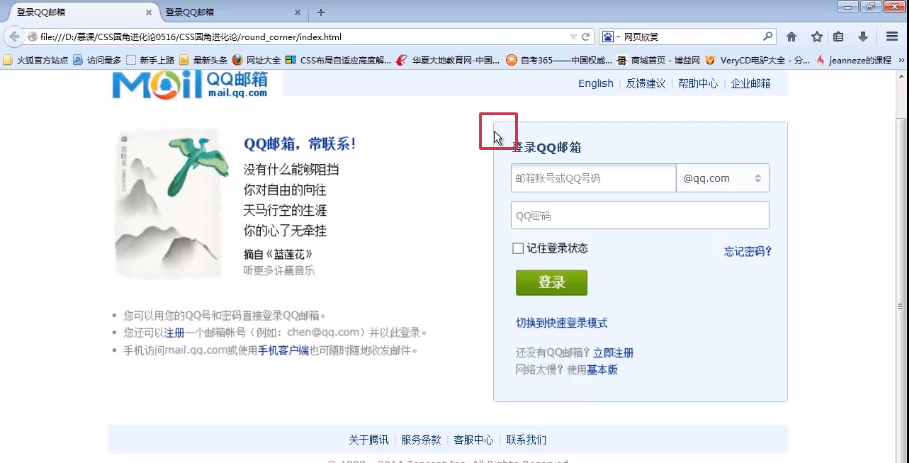 登录QQ邮箱
登录QQ邮箱
file:///D:/慕课/CSS圆角进化论0516/CSS圆角进化论/round_corner/index.html
网页欣赏
火狐官方站点
访问最多
新手上路
最新头条
网址大全
CSS布局自适应高度解...
华夏大地教育网-中国...
自考365——中国权威...
商城首页 - 博益网
VeryCD电驴大全 - 分...
jeanneze的课程
Mail QQ邮箱
mail.qq.com
English | 反馈建议 | 帮助中心 | 企业邮箱
QQ邮箱,常联系!
没有什么能够阻挡
你对自由的向往
天马行空的生涯
你的心了无牵挂
摘自《蓝莲花》
听更多许巍音乐
您可以用您的QQ号和密码直接登录QQ邮箱。
您还可以注册一个邮箱帐号(例如:chen@qq.com)并以此登录。
手机访问mail.qq.com或使用手机客户端也可随时随地收发邮件。
登录QQ邮箱
邮箱账号或QQ号码
@qq.com
QQ密码
记住登录状态
忘记密码?
登录
切换到快速登录模式
还没有QQ邮箱?立即注册
网络太慢?使用基本版
关于腾讯 | 服务条款 | 客服中心 | 联系我们
© 1998 - 2014 Tencent Inc. All Rights Reserved